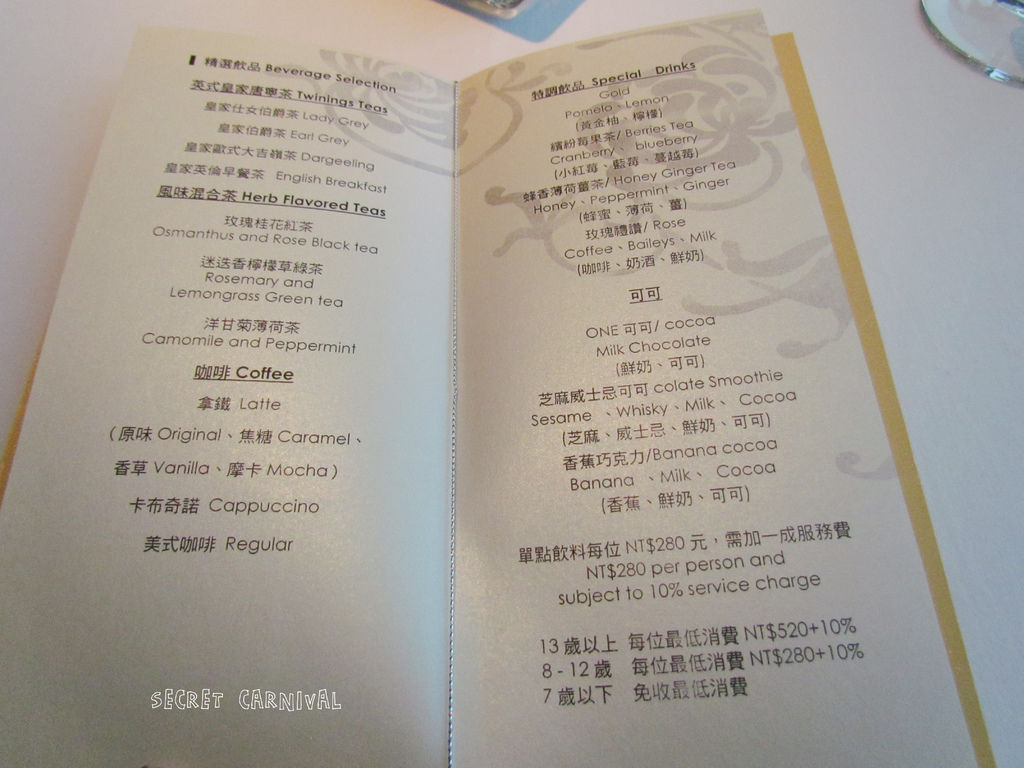 精選飲品 Beverage Selection
英式皇家唐寧茶 Twinings Teas
皇家仕女伯爵茶 Lady Grey
皇家伯爵茶 Earl Grey
皇家歐式大吉嶺茶 Dargeeling
皇家英倫早餐茶 English Breakfast
風味混合茶 Herb Flavored Teas
玫瑰桂花紅茶
Osmanthus and Rose Black tea
迷迭香檸檬草綠茶
Rosemary and
Lemongrass Green tea
洋甘菊薄荷茶
Camomile and Peppermint
咖啡 Coffee
拿鐵 Latte
(原味 Original、焦糖 Caramel、
香草 Vanilla、摩卡 Mocha)
卡布奇諾 Cappuccino
美式咖啡 Regular
特調飲品 Special Drinks
Gold
Pomelo、Lemon
(黃金柚、檸檬)
繽紛莓果茶/ Berries Tea
Cranberry、 blueberry
(小紅莓、藍莓、蔓越莓)
蜂香薄荷薑茶/ Honey Ginger Tea
Honey、Peppermint、Ginger
(蜂蜜、薄荷、薑)
玫瑰禮讚/ Rose
Coffee、Baileys、Milk
(咖啡、奶酒、鮮奶)
可可
ONE 可可/ cocoa
Milk Chocolate
(鮮奶、可可)
芝麻威士忌可可 colate Smoothie
Sesame 、Whisky、Milk、 Cocoa
(芝麻、威士忌、鮮奶、可可)
香蕉巧克力/Banana cocoa
Banana 、Milk、 Cocoa
(香蕉、鮮奶、可可)
單點飲料每位 NT$280 元，需加一成服務費
NT$280 per person and
subject to 10% service charge
13 歲以上 每位最低消費 NT$520+10%
8 - 12 歲 每位最低消費 NT$280+10%
7 歲以下 免收最低消費
SECRET CARNIVAL